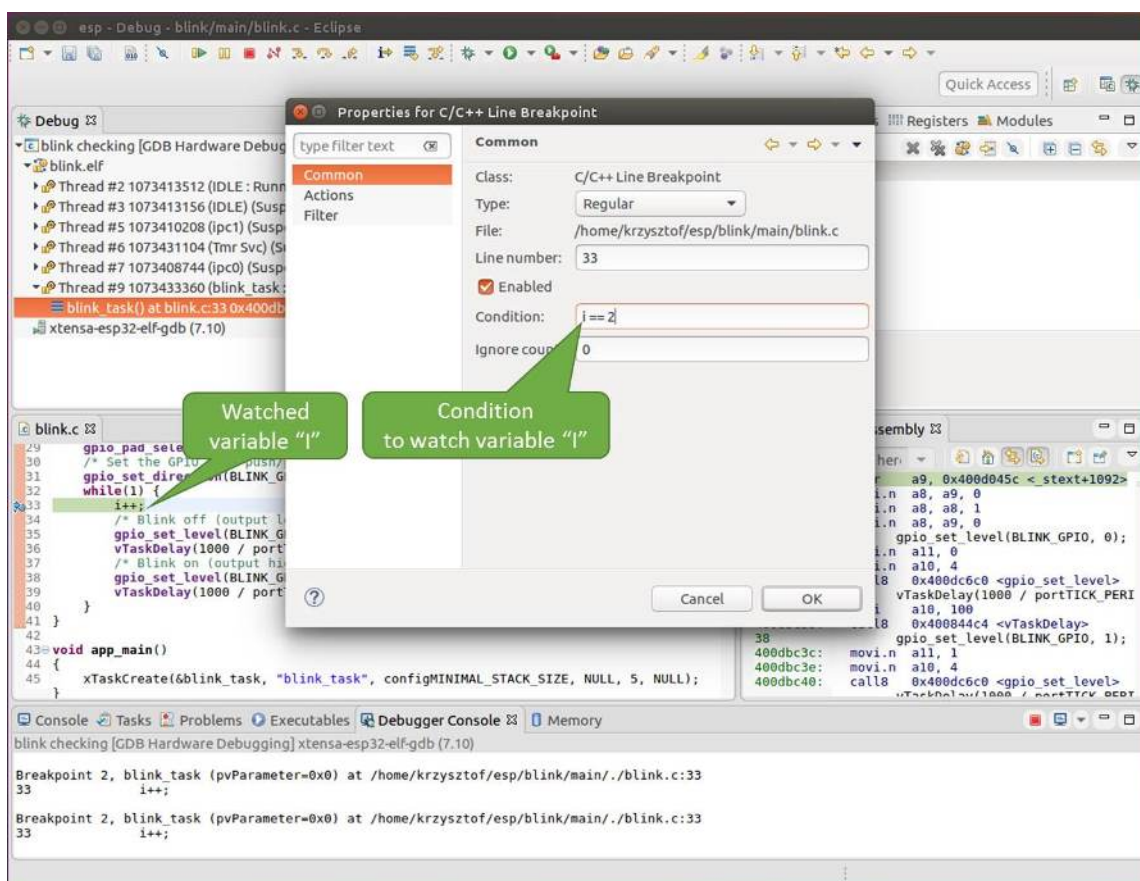 esp - Debug - blink/main/blink.c - Eclipse
Quick Access
Debug
blink checking [GDB Hardware Debug
blink.elf
Thread #2 1073413512 (IDLE : Runn
Thread #3 1073413156 (IDLE) (Susp
Thread #5 1073410208 (ipc1) (Susp
Thread #6 1073431104 (Tmr Svc) (S
Thread #7 1073408744 (ipc0) (Susp
Thread #9 1073433360 (blink_task :
blink_task() at blink.c:33 0x400db
xtensa-esp32-elf-gdb (7.10)
Properties for C/C++ Line Breakpoint
type filter text
Common
Actions
Filter
Common
Class: C/C++ Line Breakpoint
Type: Regular
File: /home/krzysztof/esp/blink/main/blink.c
Line number: 33
Enabled
Condition: i == 2
Ignore coun 0
Cancel OK
Registers Modules
Watched
variable “I”
Condition
to watch variable “I”
blink.c
29 gpio_pad_sele
30 /* Set the GPIO push/
31 gpio_set_dire on(BLINK_G
32 while(1) {
33 i++;
34 /* Blink off (output l
35 gpio_set_level(BLINK_G
36 vTaskDelay(1000 / port
37 /* Blink on (output hi
38 gpio_set_level(BLINK_G
39 vTaskDelay(1000 / port
40 }
41 }
42
43 void app_main()
44 {
45 xTaskCreate(&blink_task, "blink_task", configMINIMAL_STACK_SIZE, NULL, 5, NULL);
}
sembly
her
r a9, 0x400d045c <_stext+1092>
i.n a8, a9, 0
i.n a8, a8, 1
i.n a8, a9, 0
gpio_set_level(BLINK_GPIO, 0);
i.n a11, 0
i.n a10, 4
l8 0x400dc6c0 <gpio_set_level>
vTaskDelay(1000 / portTICK_PERI
i a10, 100
l8 0x400844c4 <vTaskDelay>
38 gpio_set_level(BLINK_GPIO, 1);
400dbc3c: movi.n a11, 1
400dbc3e: movi.n a10, 4
400dbc40: call8 0x400dc6c0 <gpio_set_level>
vTaskDelay(1000 / portTICK_PERI
Console Tasks Problems Executables Debugger Console Memory
blink checking [GDB Hardware Debugging] xtensa-esp32-elf-gdb (7.10)
Breakpoint 2, blink_task (pvParameter=0x0) at /home/krzysztof/esp/blink/main/./blink.c:33
33 i++;
Breakpoint 2, blink_task (pvParameter=0x0) at /home/krzysztof/esp/blink/main/./blink.c:33
33 i++;